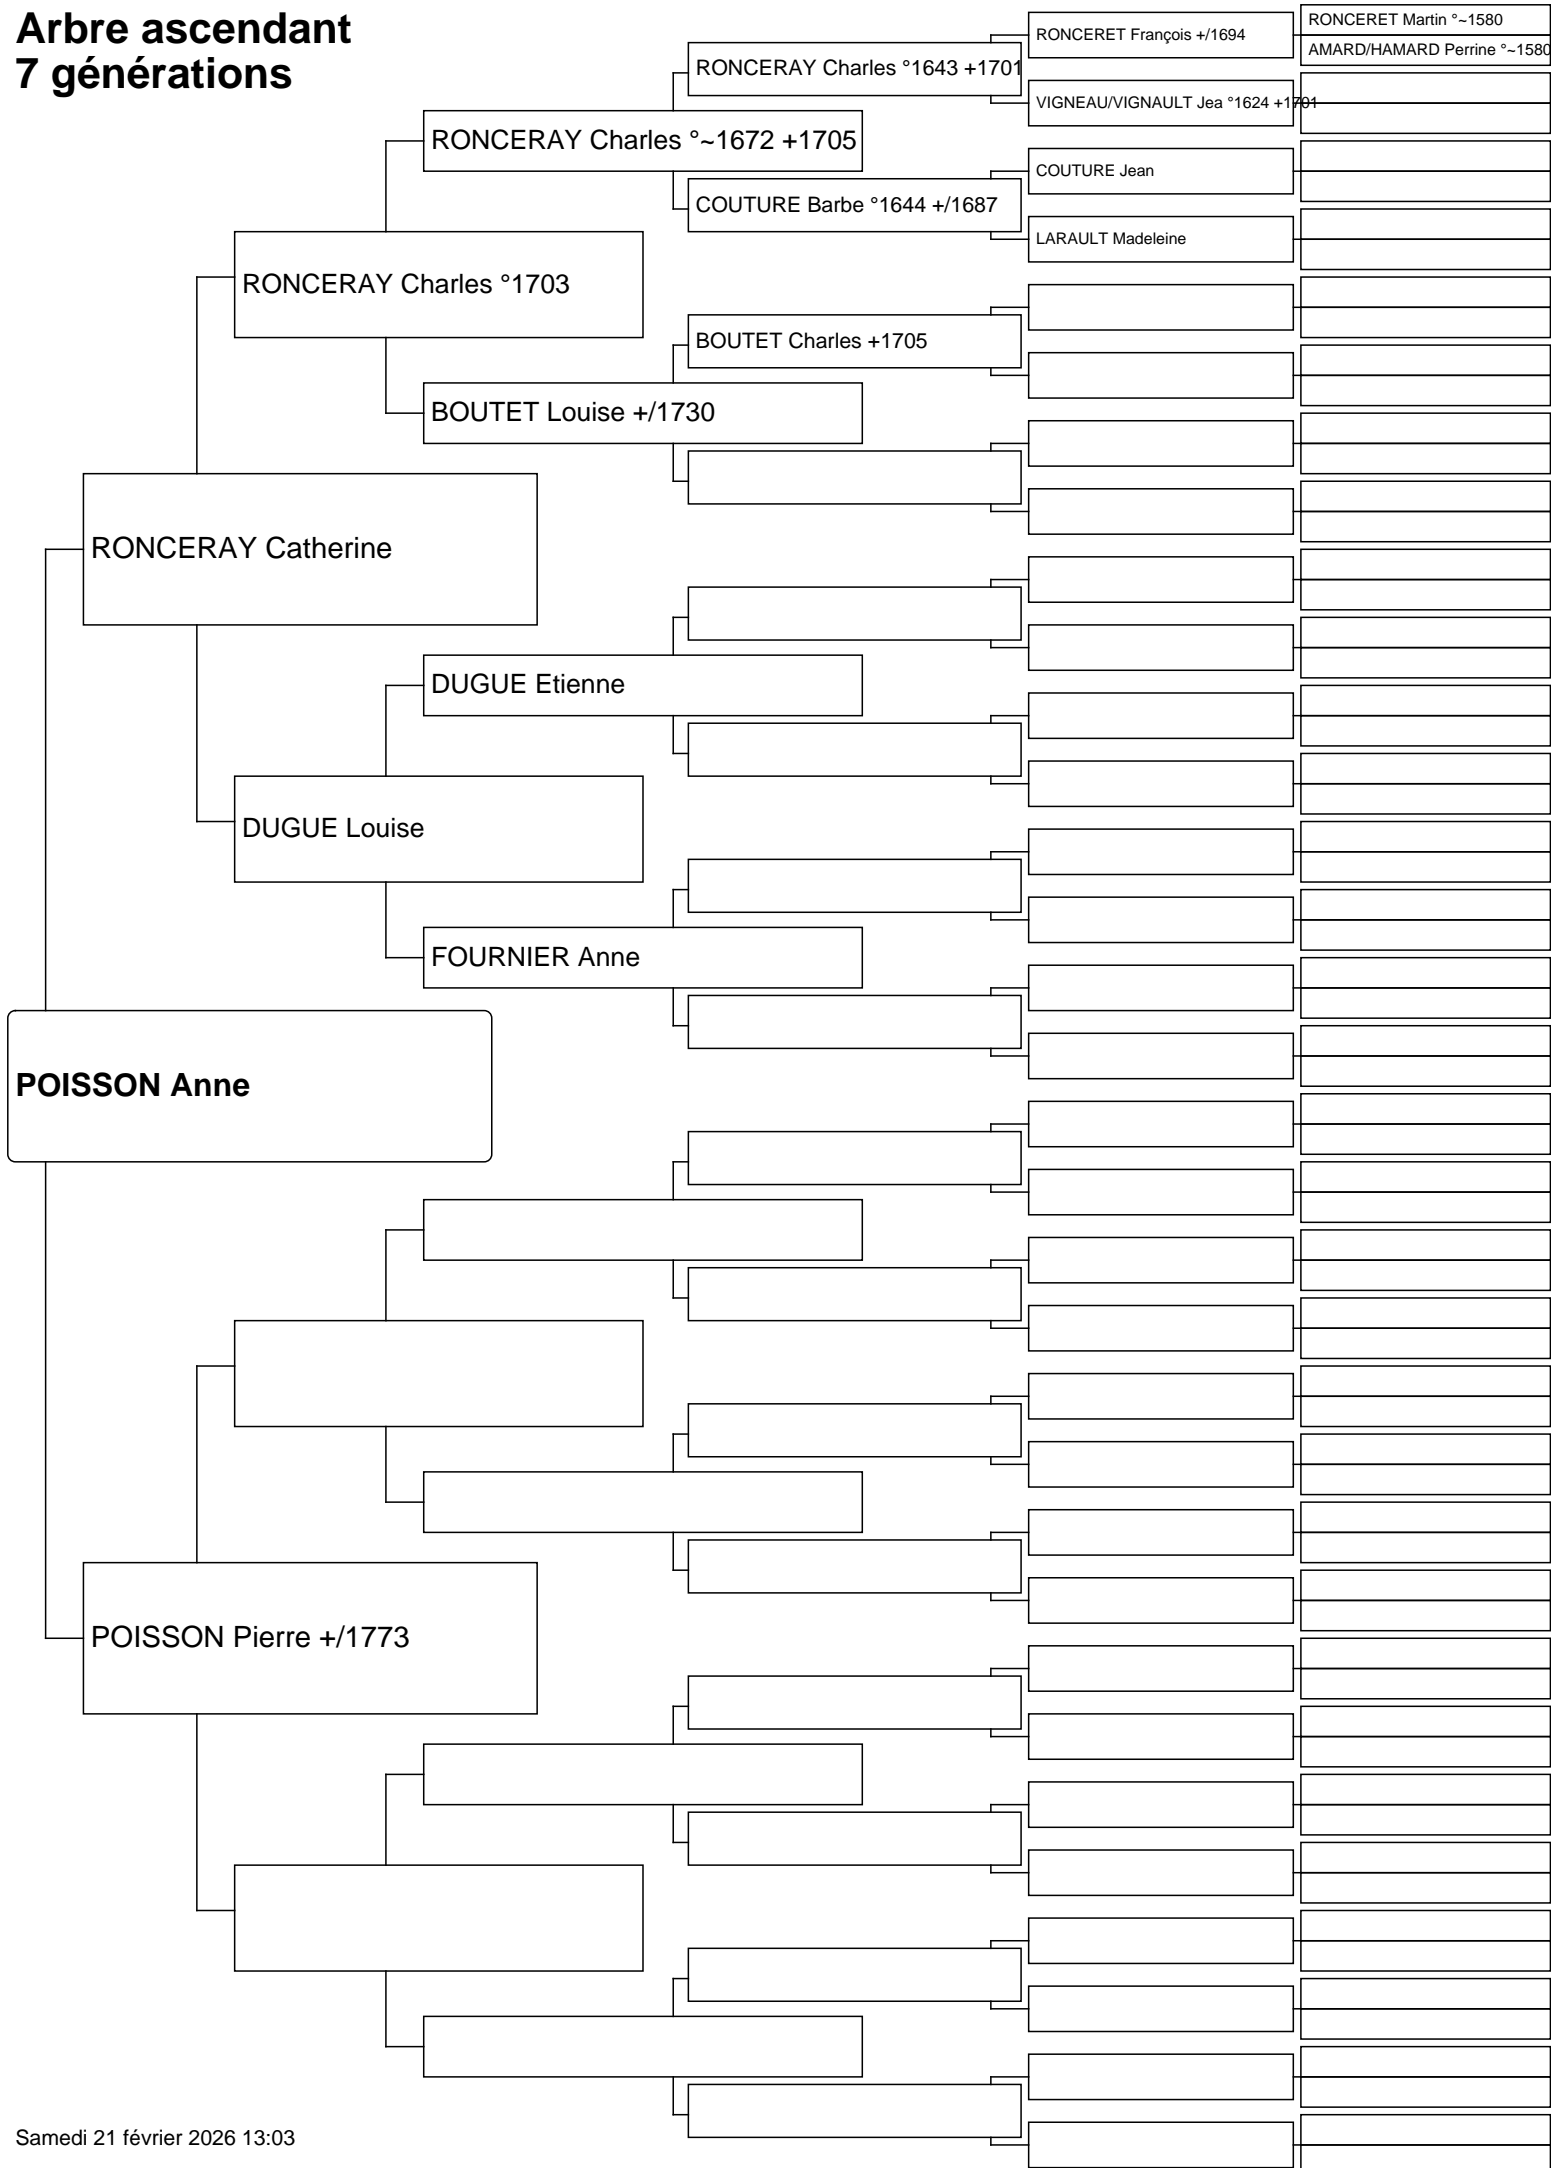 Arbre ascendant
7 générations
RONCERET François +/1694
RONCERET Martin °~1580
AMARD/HAMARD Perrine °~1580
RONCERAY Charles °1643 +1701
VIGNEAU/VIGNAULT Jea °1624 +1701
RONCERAY Charles °~1672 +1705
COUTURE Jean
COUTURE Barbe °1644 +/1687
LARAULT Madeleine
RONCERAY Charles °1703
BOUTET Charles +1705
BOUTET Louise +/1730
RONCERAY Catherine
DUGUE Etienne
DUGUE Louise
FOURNIER Anne
POISSON Anne
POISSON Pierre +/1773
Samedi 21 février 2026 13:03